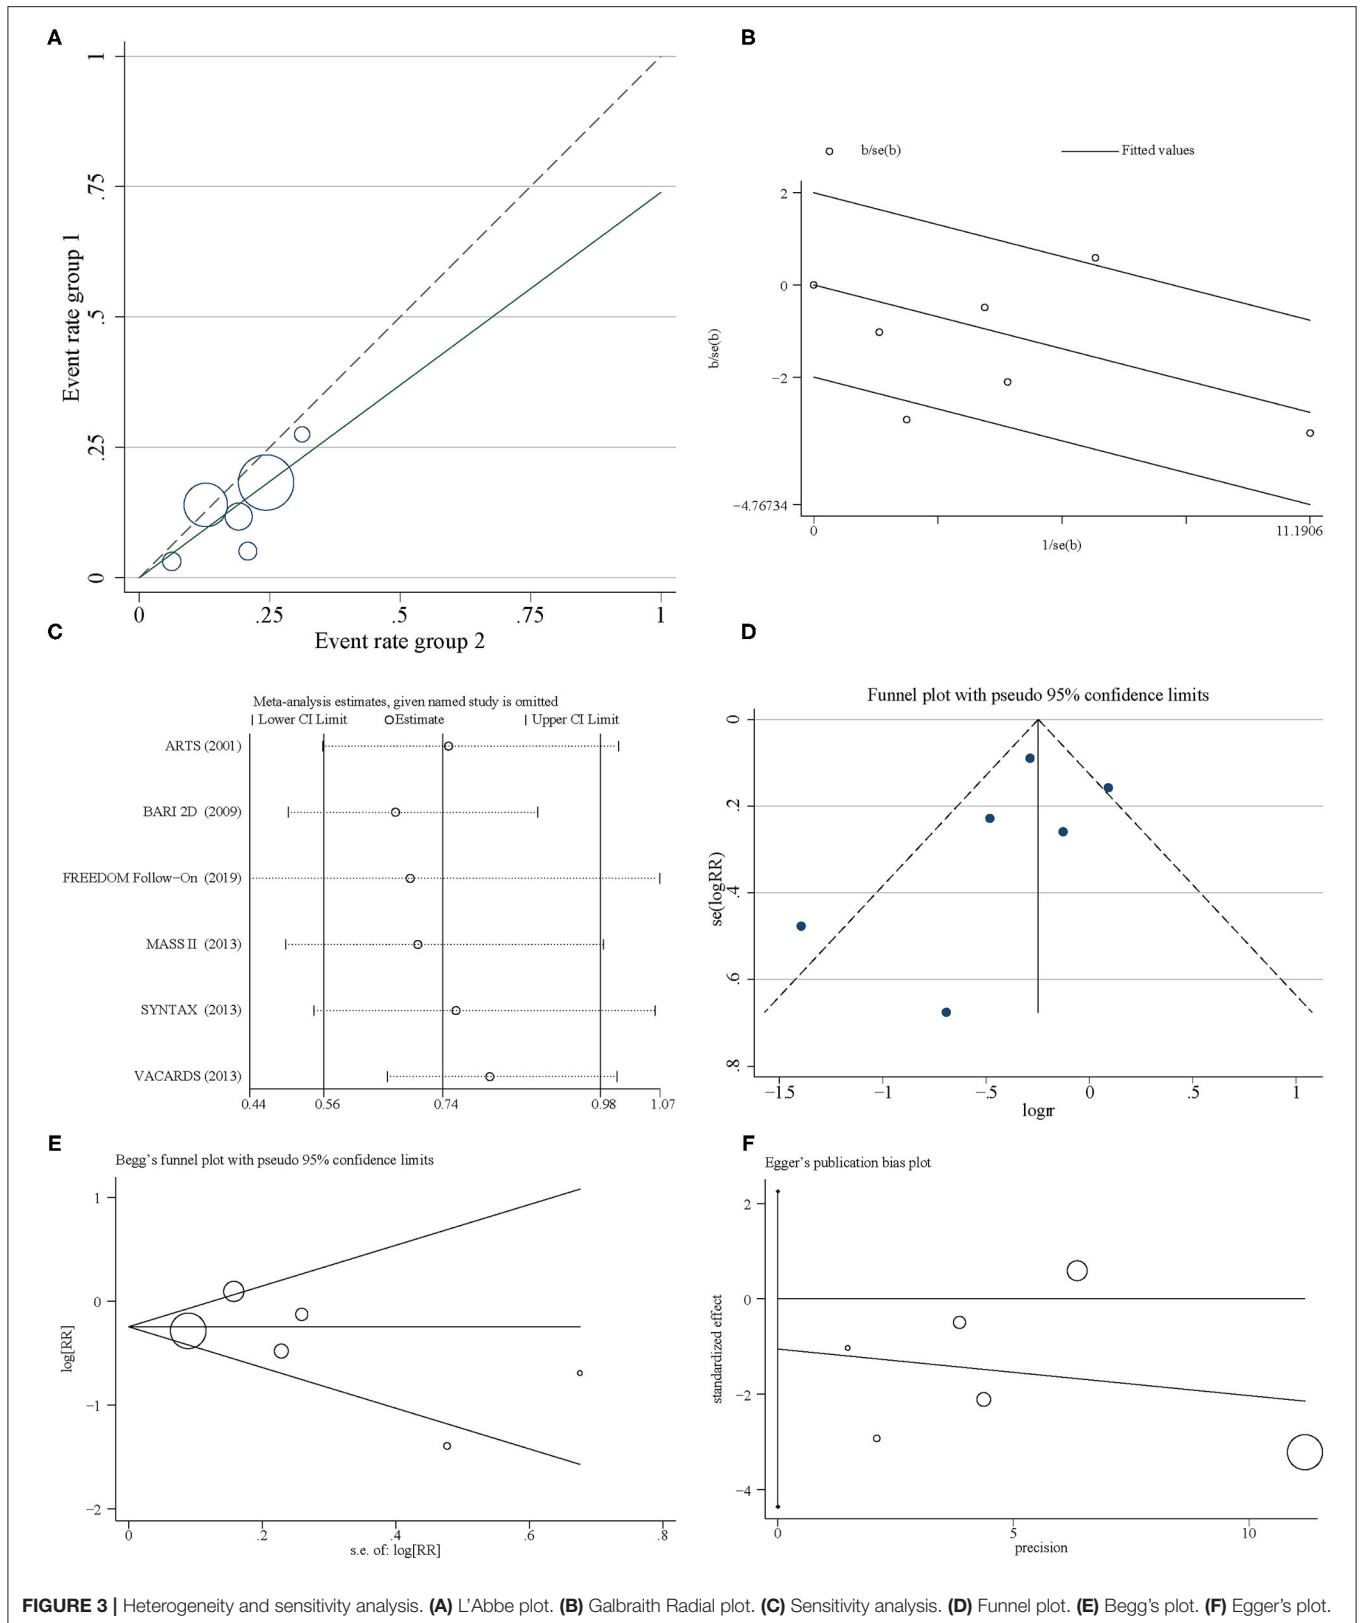 A
1
.75
.5
.25
0
Event rate group 1
0
.25
.5
.75
1
Event rate group 2
B
b/se(b)
Fitted values
2
0
−2
−4.76734
b/se(b)
0
11.1906
1/se(b)
C
Meta-analysis estimates, given named study is omitted
Lower CI Limit
Estimate
Upper CI Limit
ARTS (2001)
BARI 2D (2009)
FREEDOM Follow−On (2019)
MASS II (2013)
SYNTAX (2013)
VACARDS (2013)
0.44
0.56
0.74
0.98
1.07
D
Funnel plot with pseudo 95% confidence limits
0
.2
.4
.6
.8
se(logRR)
−1.5
−1
−.5
0
.5
1
logrr
E
Begg's funnel plot with pseudo 95% confidence limits
1
0
−1
−2
log[RR]
0
.2
.4
.6
.8
s.e. of: log[RR]
F
Egger's publication bias plot
2
0
−2
−4
standardized effect
0
5
10
precision
FIGURE 3 | Heterogeneity and sensitivity analysis. (A) L'Abbe plot. (B) Galbraith Radial plot. (C) Sensitivity analysis. (D) Funnel plot. (E) Begg's plot. (F) Egger's plot.